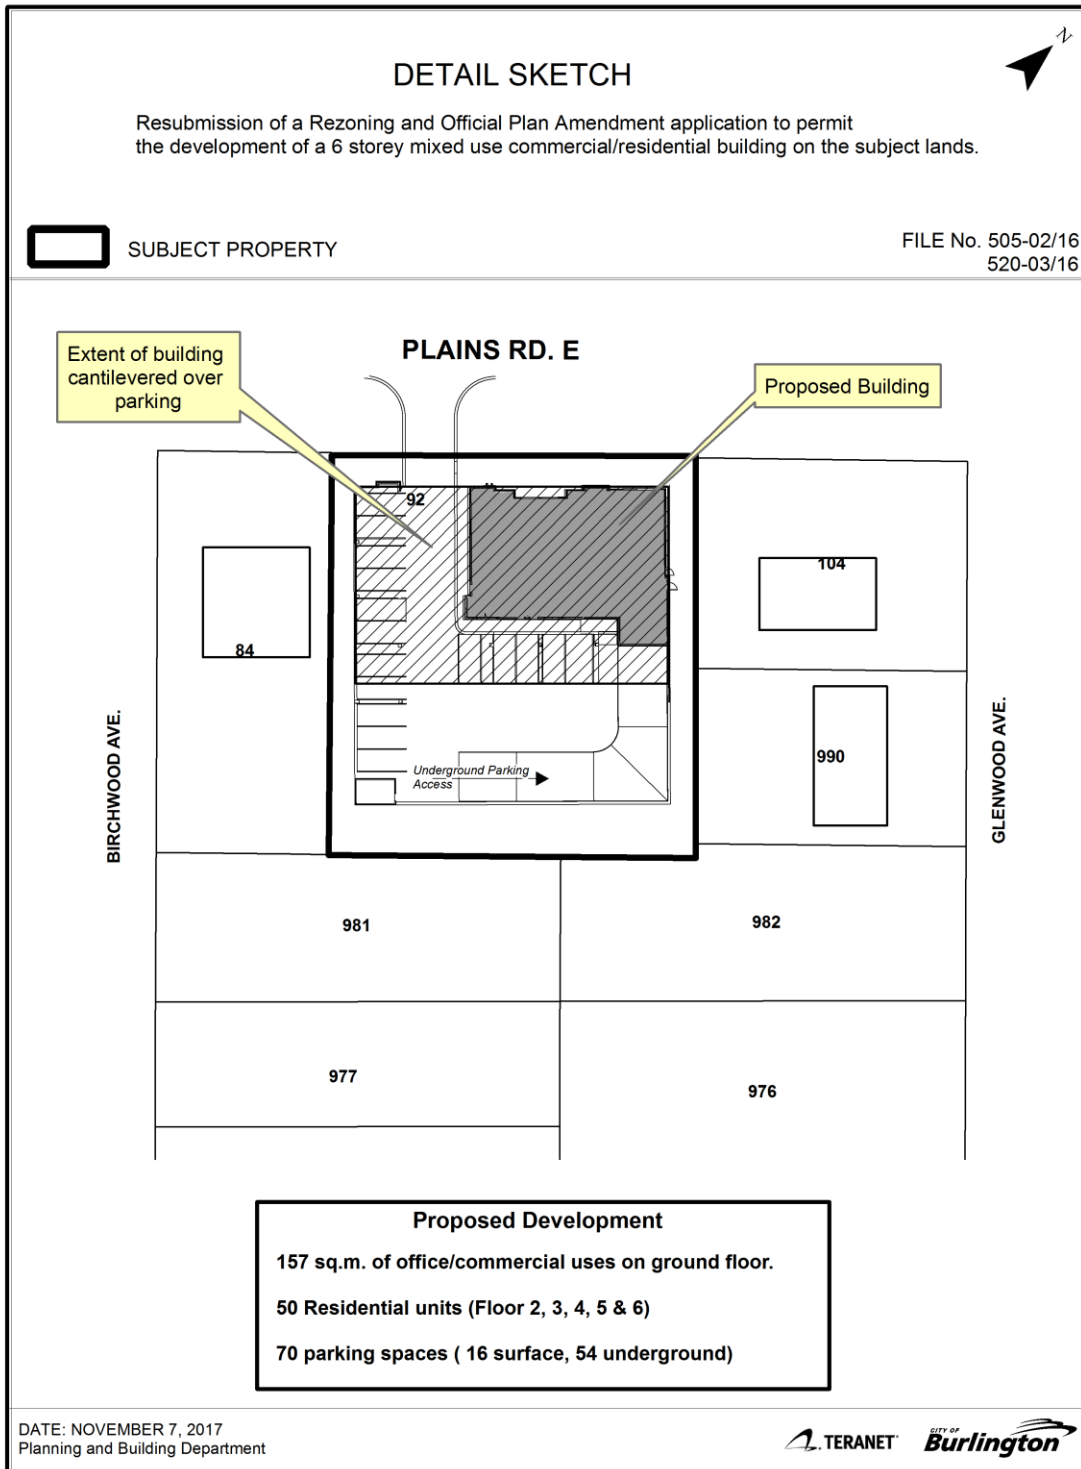 N
DETAIL SKETCH
Resubmission of a Rezoning and Official Plan Amendment application to permit
the development of a 6 storey mixed use commercial/residential building on the subject lands.
SUBJECT PROPERTY
FILE No. 505-02/16
520-03/16
PLAINS RD. E
Extent of building
cantilevered over
parking
Proposed Building
92
104
84
990
Underground Parking
Access
BIRCHWOOD AVE.
GLENWOOD AVE.
981
982
977
976
Proposed Development
157 sq.m. of office/commercial uses on ground floor.
50 Residential units (Floor 2, 3, 4, 5 & 6)
70 parking spaces ( 16 surface, 54 underground)
DATE: NOVEMBER 7, 2017
Planning and Building Department
TERANET
CITY OF
Burlington